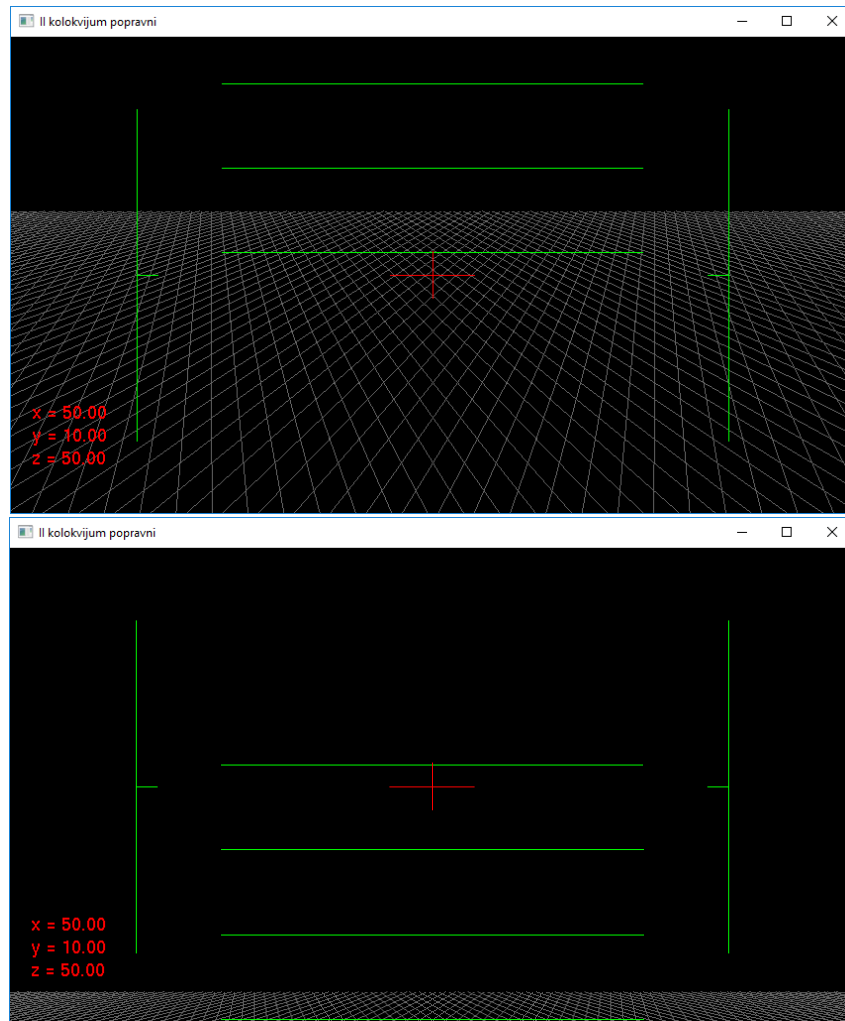 II kolokvijum popravni
x = 50.00
y = 10.00
z = 50.00
II kolokvijum popravni
x = 50.00
y = 10.00
z = 50.00